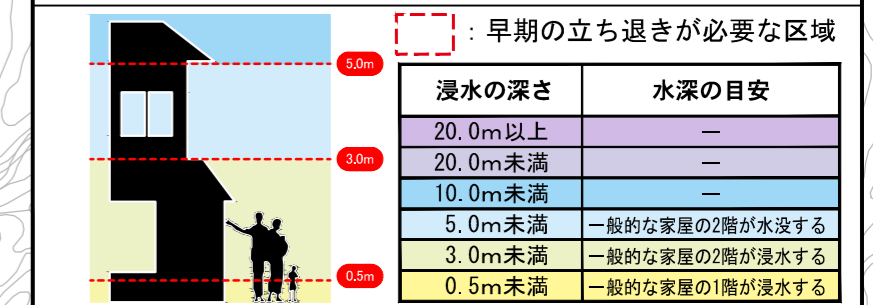 ：早期の立ち退きが必要な区域
5.0m
3.0m
0.5m
浸水の深さ 水深の目安
20.0m以上 ―
20.0m未満 ―
10.0m未満 ―
5.0m未満 一般的な家屋の2階が水没する
3.0m未満 一般的な家屋の2階が浸水する
0.5m未満 一般的な家屋の1階が浸水する